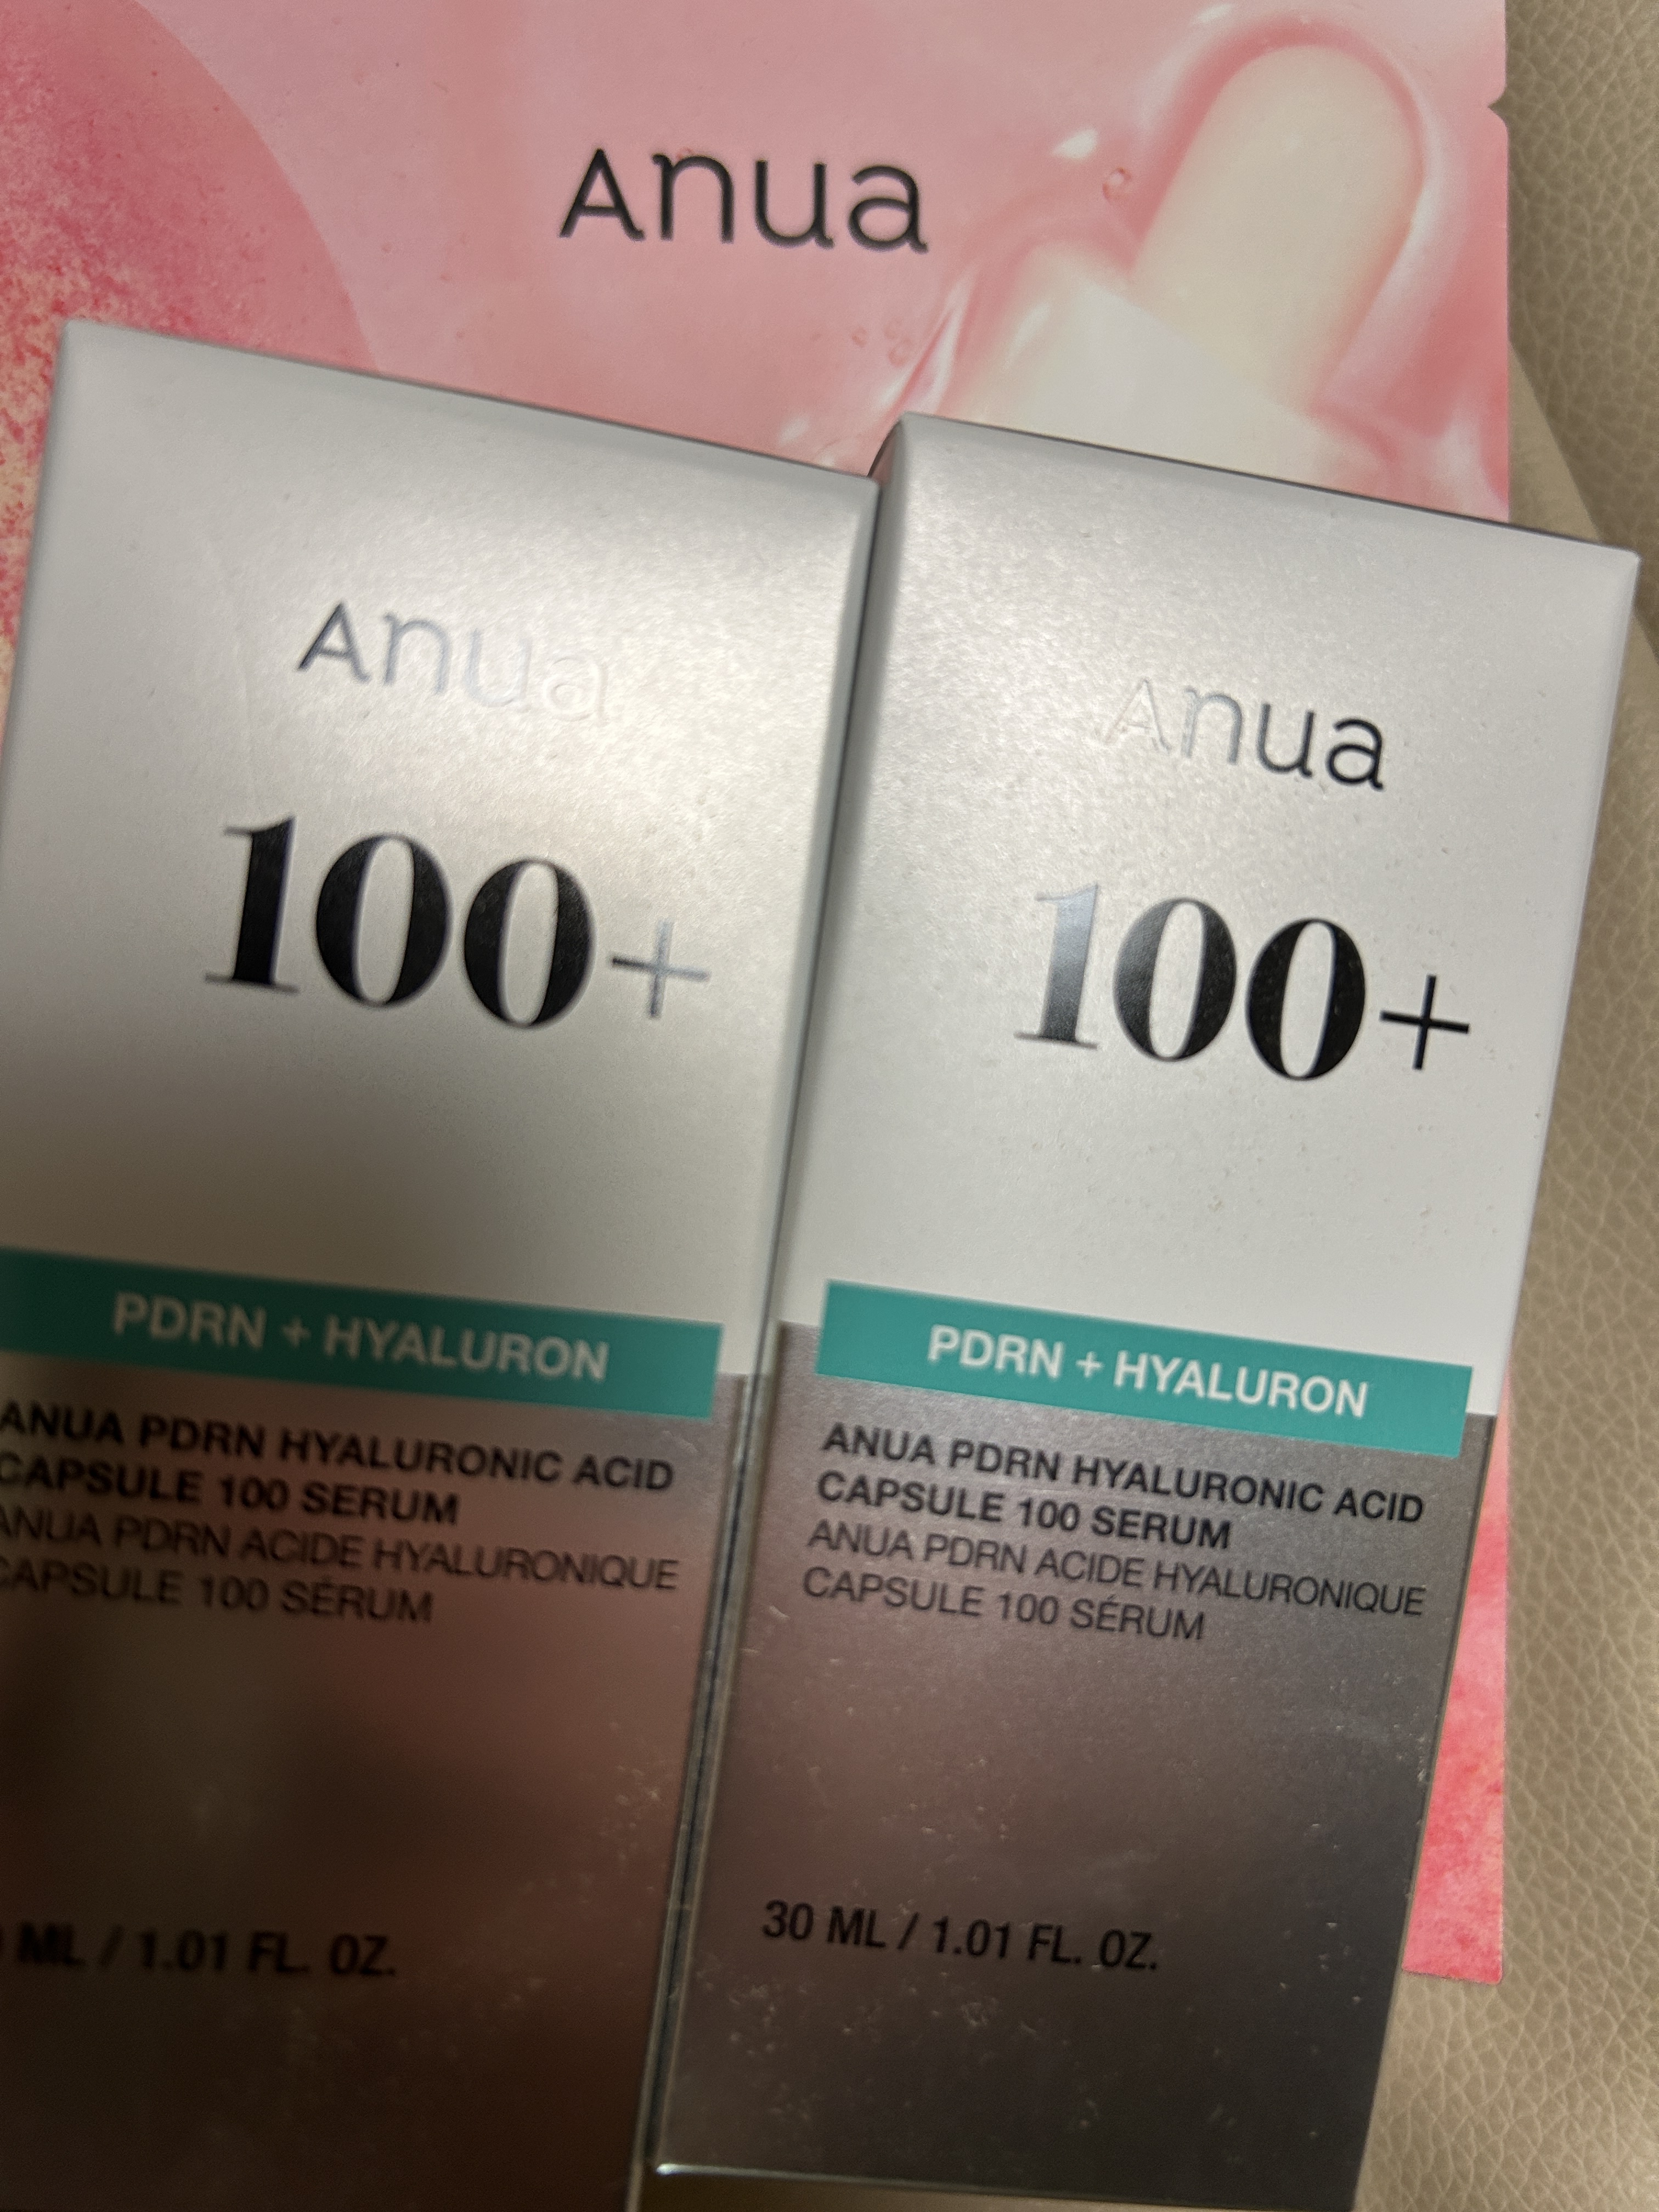 Anua
Anua
100+
PDRN + HYALURON
ANUA PDRN HYALURONIC ACID
CAPSULE 100 SERUM
ANUA PDRN ACIDE HYALURONIQUE
CAPSULE 100 SÉRUM
ML / 1.01 FL. OZ.
Anua
100+
PDRN + HYALURON
ANUA PDRN HYALURONIC ACID
CAPSULE 100 SERUM
ANUA PDRN ACIDE HYALURONIQUE
CAPSULE 100 SÉRUM
30 ML / 1.01 FL. OZ.